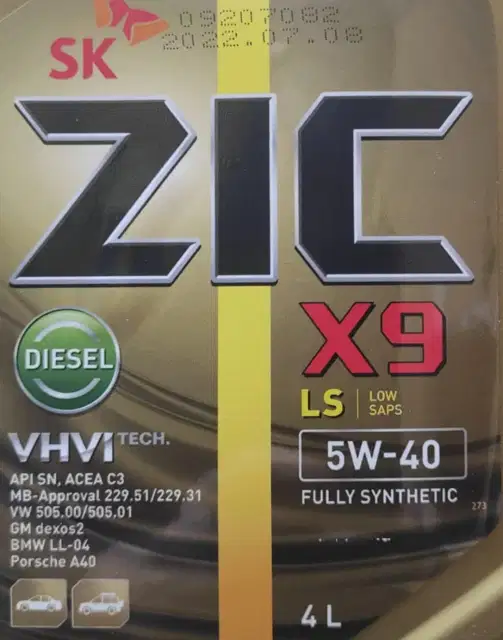 09207082
2022.07.08
SK
ZIC
X9
DIESEL
LS LOW
SAPS
VHVI TECH.
5W-40
API SN, ACEA C3
MB-Approval 229.51/229.31
FULLY SYNTHETIC
VW 505.00/505.01
273
GM dexos2
BMW LL-04
Porsche A40
4 L